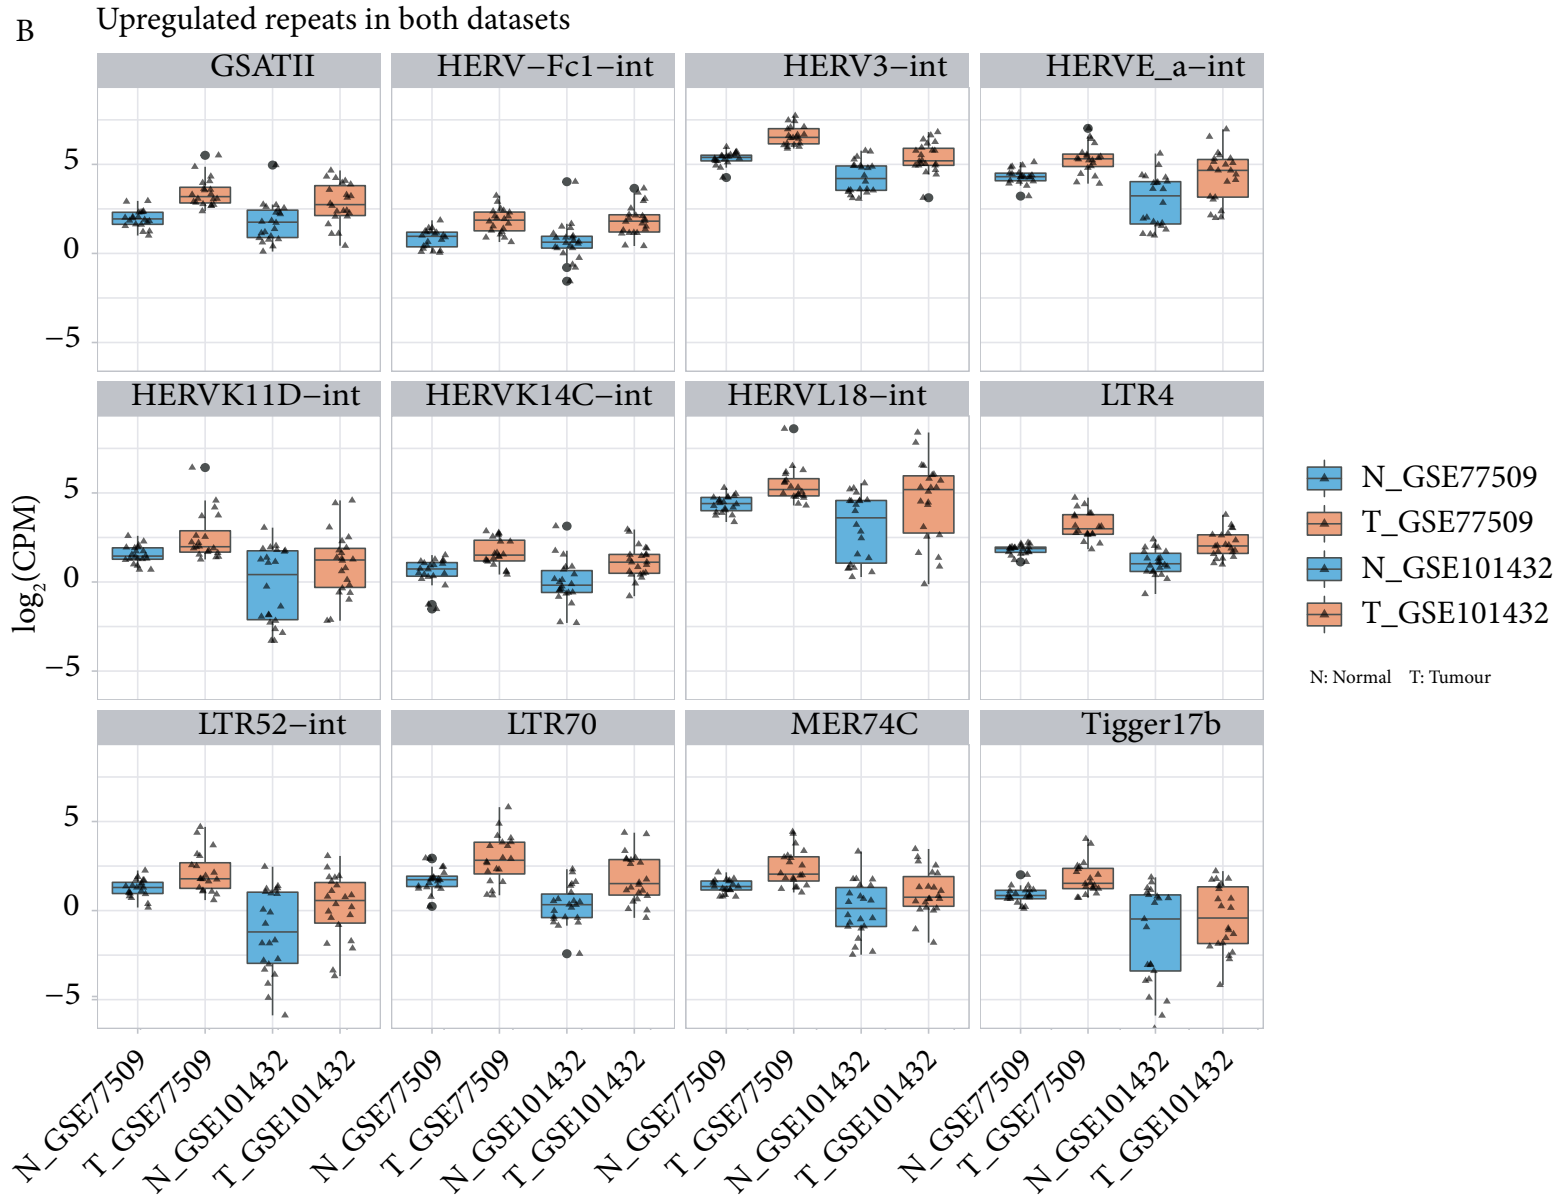 B
Upregulated repeats in both datasets
GSATII HERV−Fc1−int HERV3−int HERVE_a−int
5
0
−5
HERVK11D−int HERVK14C−int HERVL18−int LTR4
5
0
−5
LTR52−int LTR70 MER74C Tigger17b
5
0
−5
log2(CPM)
N_GSE77509 T_GSE77509 N_GSE101432 T_GSE101432 N_GSE77509 T_GSE77509 N_GSE101432 T_GSE101432 N_GSE77509 T_GSE77509 N_GSE101432 T_GSE101432 N_GSE77509 T_GSE77509 N_GSE101432 T_GSE101432
N_GSE77509
T_GSE77509
N_GSE101432
T_GSE101432
N: Normal T: Tumour